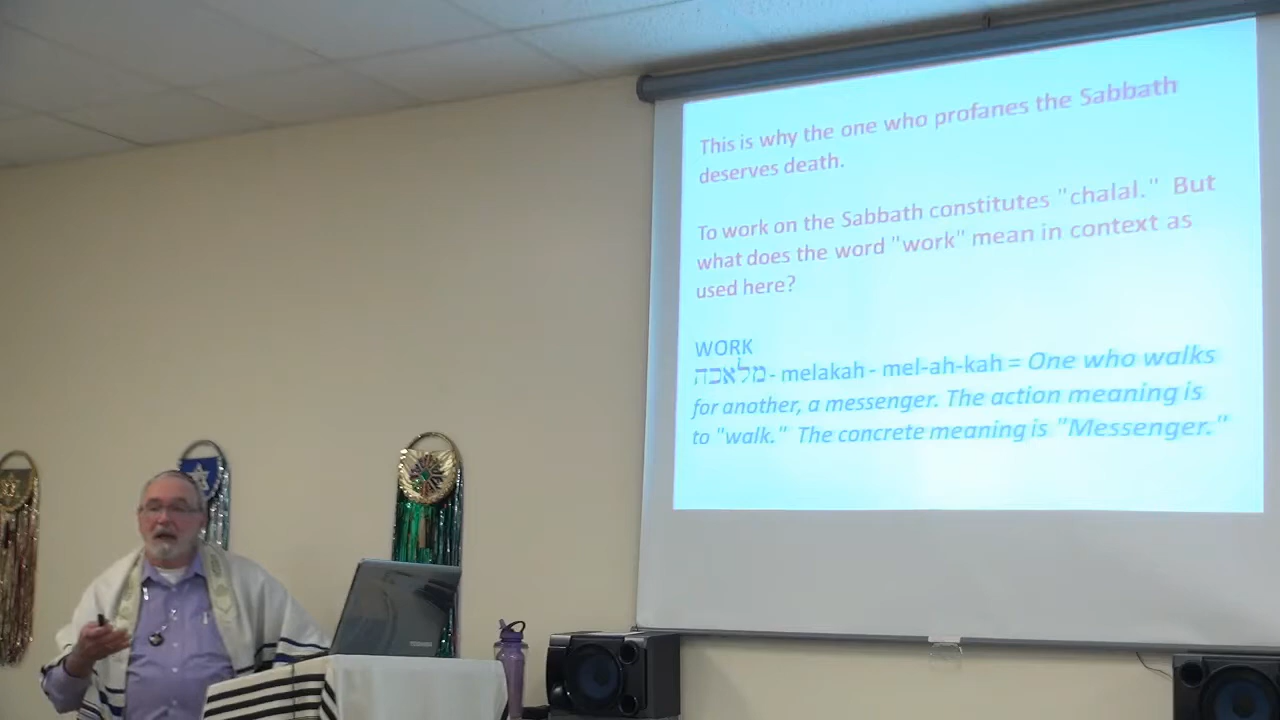 This is why the one who profanes the Sabbath
deserves death.
To work on the Sabbath constitutes "chalal." But
what does the word "work" mean in context as
used here?
WORK
מלאכה - melakah - mel-ah-kah = One who walks
for another, a messenger. The action meaning is
to "walk." The concrete meaning is "Messenger."
TOSHIBA